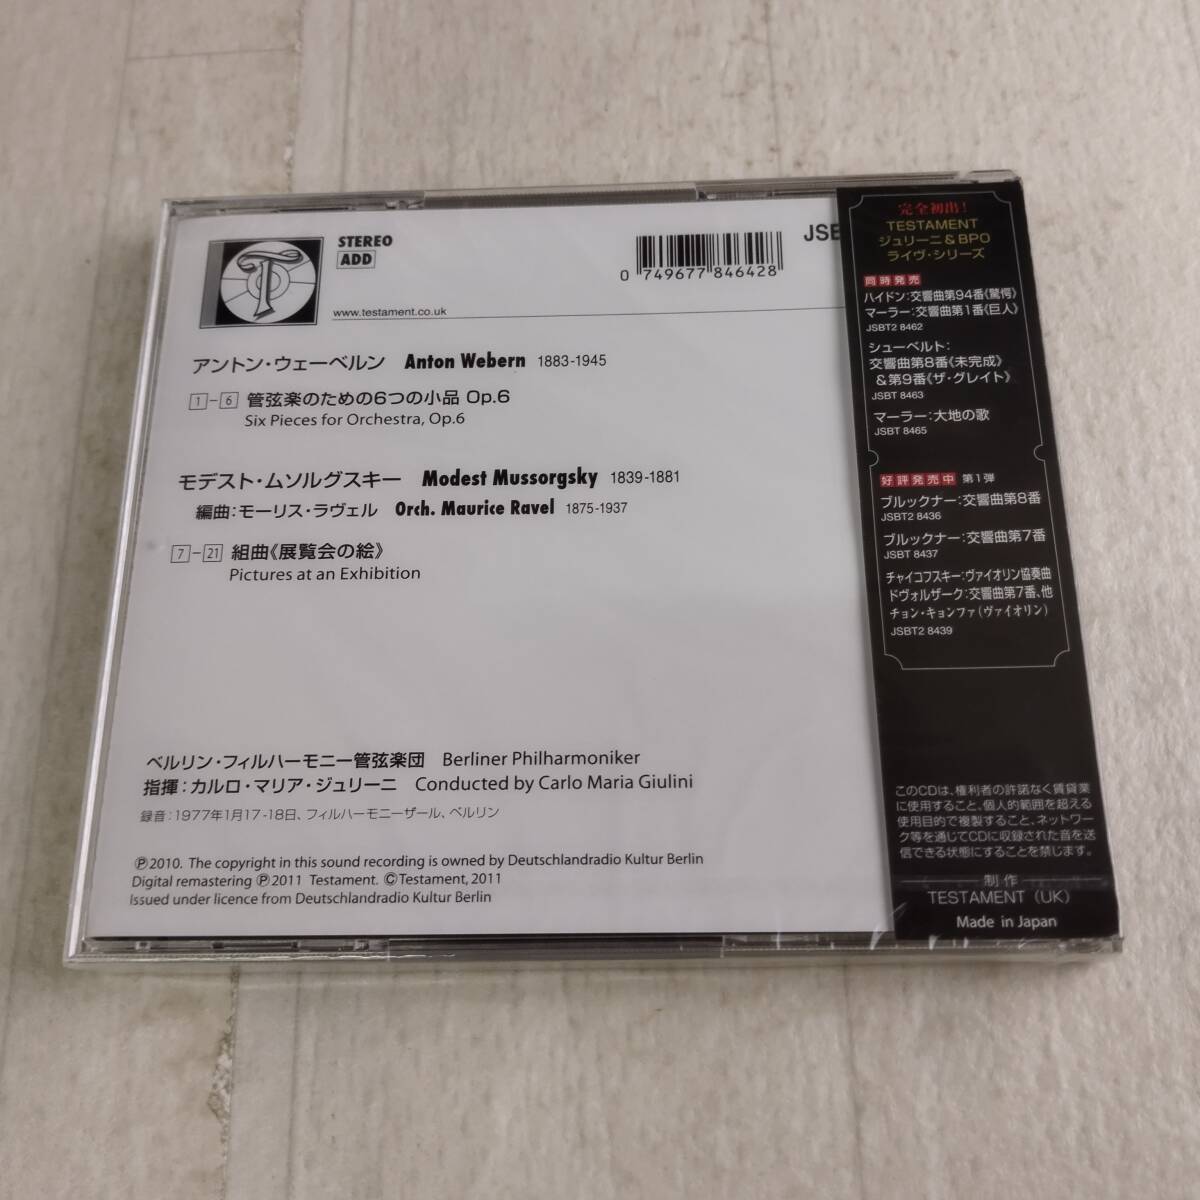 STEREO
ADD
www.testament.co.uk
0 749677 846428
JSB
アントン・ウェーベルン Anton Webern 1883-1945
1-6 管弦楽のための6つの小品 Op.6
Six Pieces for Orchestra, Op.6
モデスト・ムソルグスキー Modest Mussorgsky 1839-1881
編曲:モーリス・ラヴェル Orch. Maurice Ravel 1875-1937
7-21 組曲《展覧会の絵》
Pictures at an Exhibition
ベルリン・フィルハーモニー管弦楽団 Berliner Philharmoniker
指揮:カルロ・マリア・ジュリーニ Conducted by Carlo Maria Giulini
録音:1977年1月17-18日、フィルハーモニーザール、ベルリン
Ⓟ2010. The copyright in this sound recording is owned by Deutschlandradio Kultur Berlin
Digital remastering Ⓟ2011 Testament. ©Testament, 2011
Issued under licence from Deutschlandradio Kultur Berlin
完全初出!
TESTAMENT
ジュリーニ&BPO
ライヴ・シリーズ
同時発売
ハイドン:交響曲第94番《驚愕》
マーラー:交響曲第1番《巨人》
JSBT2 8462
シューベルト:
交響曲第8番《未完成》
&第9番《ザ・グレイト》
JSBT 8463
マーラー:大地の歌
JSBT 8465
好評発売中 第1弾
ブルックナー:交響曲第8番
JSBT2 8436
ブルックナー:交響曲第7番
JSBT 8437
チャイコフスキー:ヴァイオリン協奏曲
ドヴォルザーク:交響曲第7番、他
チョン・キョンファ(ヴァイオリン)
JSBT2 8439
このCDは、権利者の許諾なく賃貸業
に使用すること、個人的範囲を超える
使用目的で複製すること、ネットワー
ク等を通じてCDに収録された音を送
信できる状態にすることを禁じます。
制作
TESTAMENT (UK)
Made in Japan